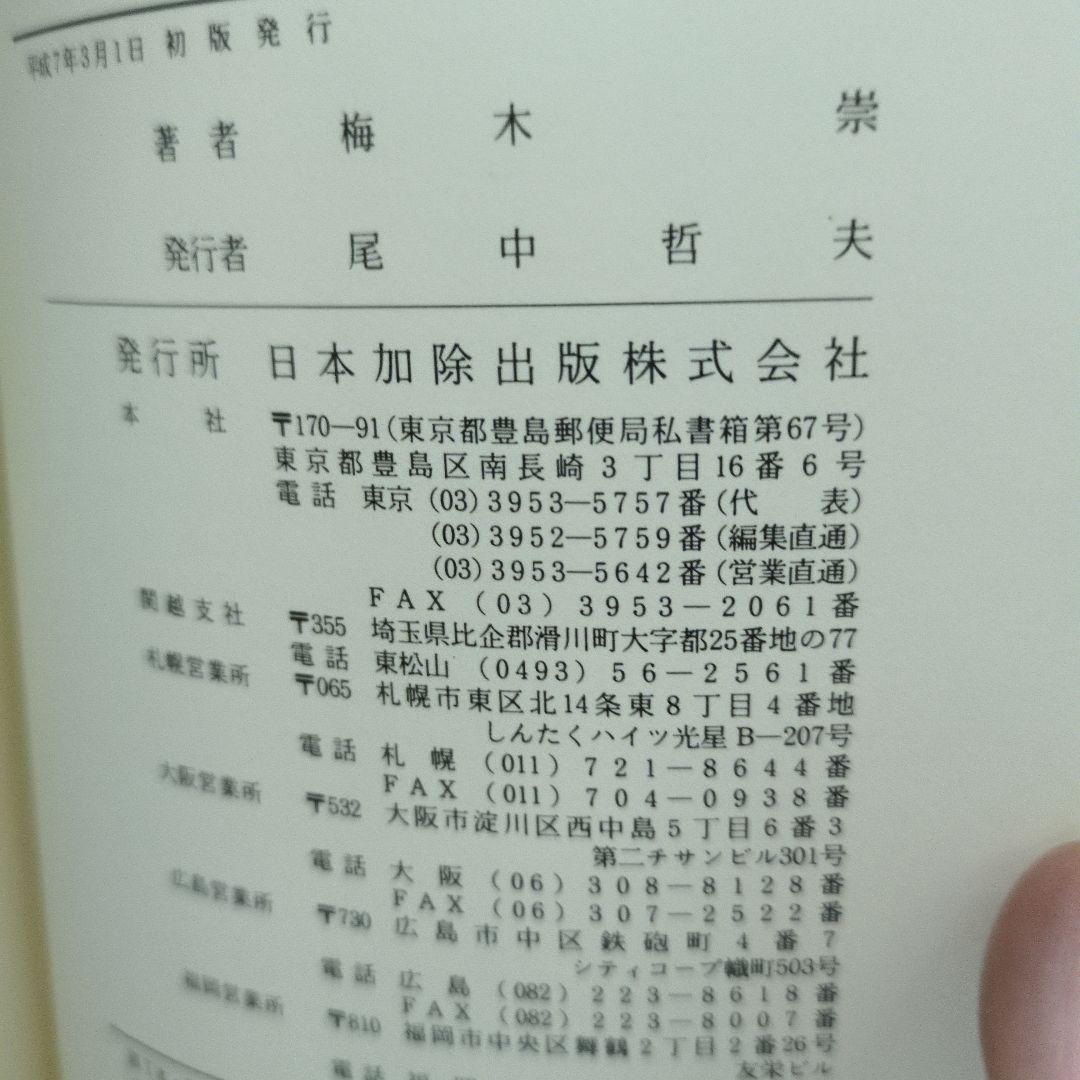 平成7年3月1日 初版発行
著者 梅木崇
発行者 尾中哲夫
発行所 日本加除出版株式会社
本社 〒170―91(東京都豊島郵便局私書箱第67号)
東京都豊島区南長崎3丁目16番6号
電話 東京 (03)3953―5757番(代表)
(03)3952―5759番(編集直通)
(03)3953―5642番(営業直通)
FAX (03)3953―2061番
関越支社 〒355 埼玉県比企郡滑川町大字都25番地の77
電話 東松山 (0493)56―2561番
札幌営業所 〒065 札幌市東区北14条東8丁目4番地
しんたくハイツ光星B―207号
電話 札幌 (011)721―8644番
FAX (011)704―0938番
大阪営業所 〒532 大阪市淀川区西中島5丁目6番3
第二チサンビル301号
電話 大阪 (06)308―8128番
FAX (06)307―2522番
広島営業所 〒730 広島市中区鉄砲町4番7
シティコープ幟町503号
電話 広島 (082)223―8618番
FAX (082)223―8007番
福岡営業所 〒810 福岡市中央区舞鶴2丁目2番26号
友栄ビル
電話